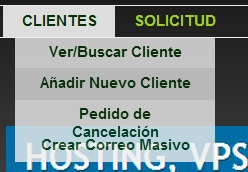 CLIENTES SOLICITUD
Ver/Buscar Cliente
Añadir Nuevo Cliente
Pedido de
Cancelación
Crear Correo Masivo
HOSTING, VPS